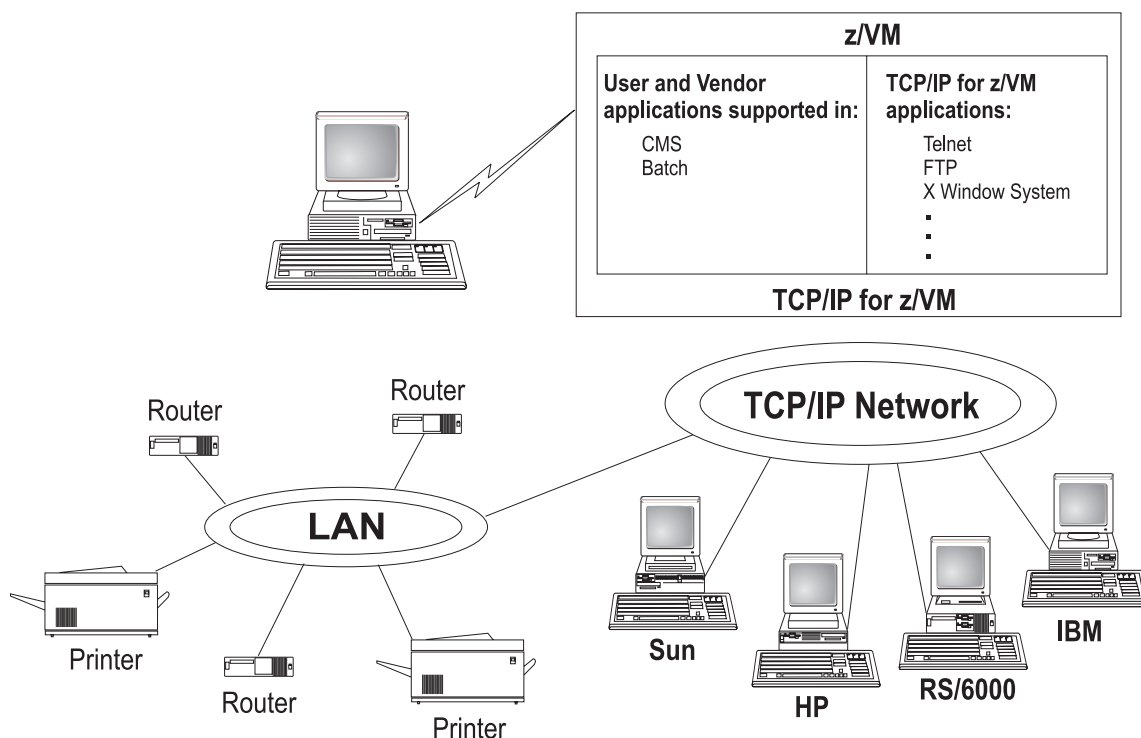 z/VM
User and Vendor
applications supported in:
CMS
Batch
TCP/IP for z/VM
applications:
Telnet
FTP
X Window System
TCP/IP for z/VM
TCP/IP Network
Router
Router
LAN
Printer
Router
Printer
Sun
HP
RS/6000
IBM